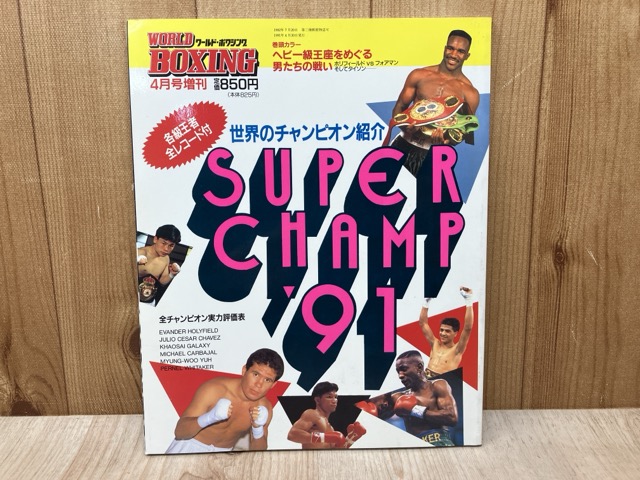 WORLD ワールド・ボクシング
BOXING
4月号増刊 定価850円
(本体825円)
巻頭カラー
ヘビー級王座をめぐる
男たちの戦い ホリフィールド VS フォアマン
そしてタイソン
各級王者
全レコード付
世界のチャンピオン紹介
SUPER
CHAMP
'91
全チャンピオン実力評価表
EVANDER HOLYFIELD
JULIO CESAR CHAVEZ
KHAOSAI GALAXY
MICHAEL CARBAJAL
MYUNG-WOO YUH
PERNEL WHITAKER
KER